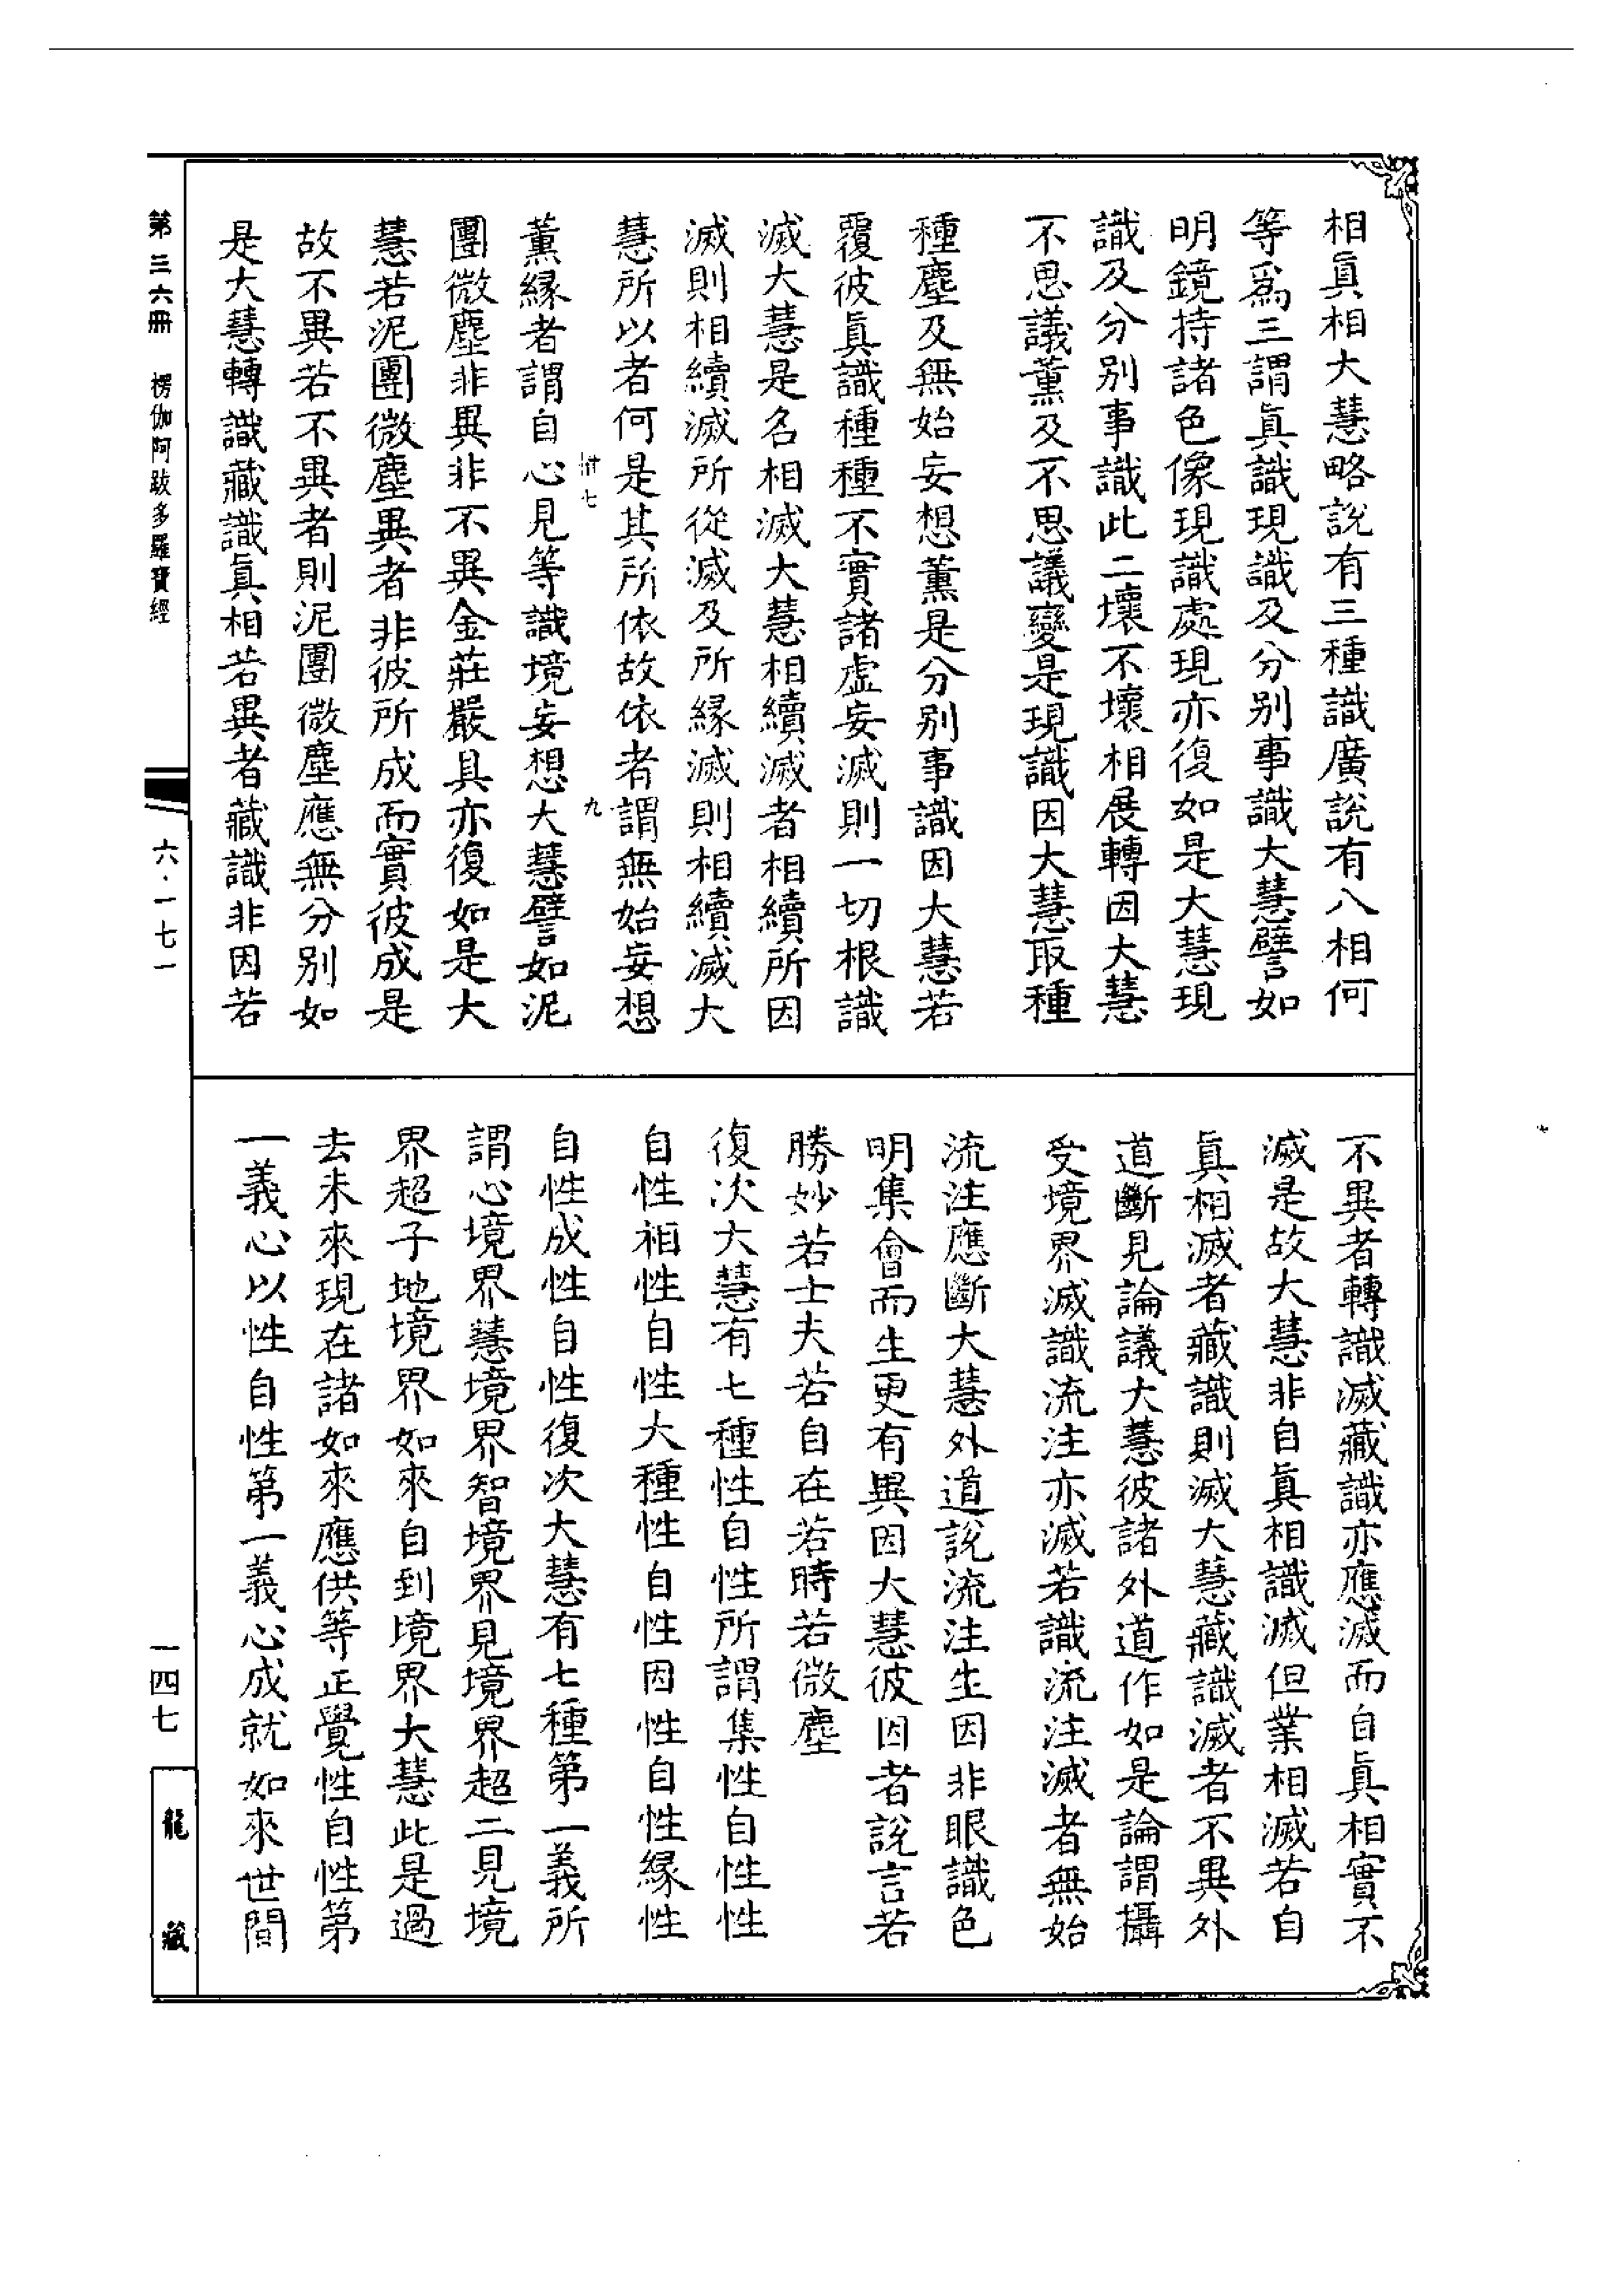 相眞相大慧略說有三種識廣說有八相何
等爲三謂眞識現識及分別事識大慧譬如
明鏡持諸色像現識處現亦復如是大慧現
識及分別事識此二壞不壞相展轉因大慧
不思議薰及不思議變是現識因大慧取種
種塵及無始妄想薰是分別事識因大慧若
覆彼眞識種種不實諸虛妄滅則一切根識
滅大慧是名相滅大慧相續滅者相續所因
滅則相續滅所從滅及所緣滅則相續滅大
慧所以者何是其所依故依者謂無始妄想
七
九
薰緣者謂自心見等識境妄想大慧譬如泥
團微塵非異非不異金莊嚴具亦復如是大
慧若泥團微塵異者非彼所成而實彼成是
故不異若不異者則泥團微塵應無分別如
是大慧轉識藏識眞相若異者藏識非因若
不異者轉識滅藏識亦應滅而自眞相實不
滅是故大慧非自眞相識滅但業相滅若自
眞相滅者藏識則滅大慧藏識滅者不異外
道斷見論議大慧彼諸外道作如是論謂攝
受境界滅識流注亦滅若識流注滅者無始
流注應斷大慧外道說流注生因非眼識色
明集會而生更有異因大慧彼因者說言若
勝妙若士夫若自在若時若微塵
復次大慧有七種性自性所謂集性自性性
自性相性自性大種性自性因性自性緣性
自性成性自性復次大慧有七種第一義所
謂心境界慧境界智境界見境界超二見境
界超子地境界如來自到境界大慧此是過
去未來現在諸如來應供等正覺性自性第
一義心以性自性第一義心成就如來世間
第三六冊　楞伽阿跋多羅寶經
六·一七一
一四七
龍藏